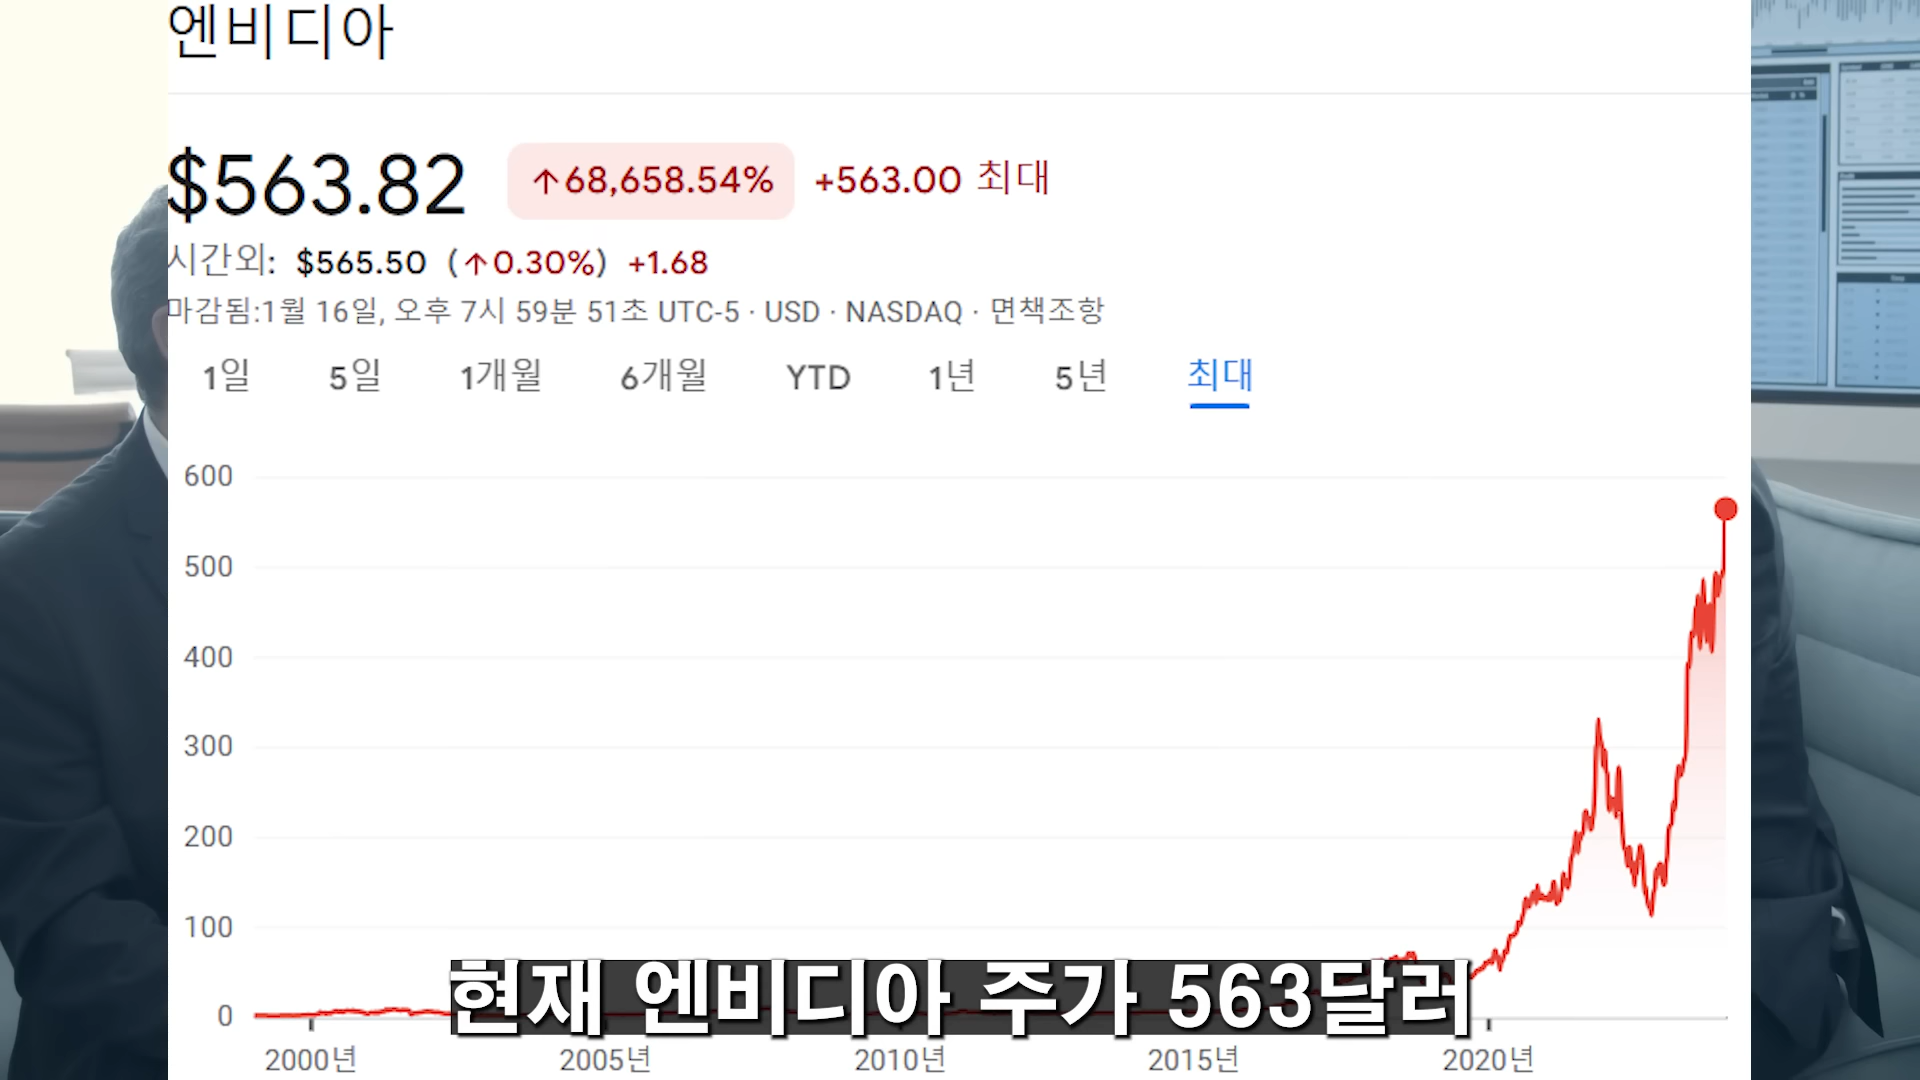 엔비디아
$563.82 ↑68,658.54% +563.00 최대
시간외: $565.50 (↑0.30%) +1.68
마감됨:1월 16일, 오후 7시 59분 51초 UTC-5 · USD · NASDAQ · 면책조항
1일 5일 1개월 6개월 YTD 1년 5년 최대
600
500
400
300
200
100
0
현재 엔비디아 주가 563달러
2000년 2005년 2010년 2015년 2020년